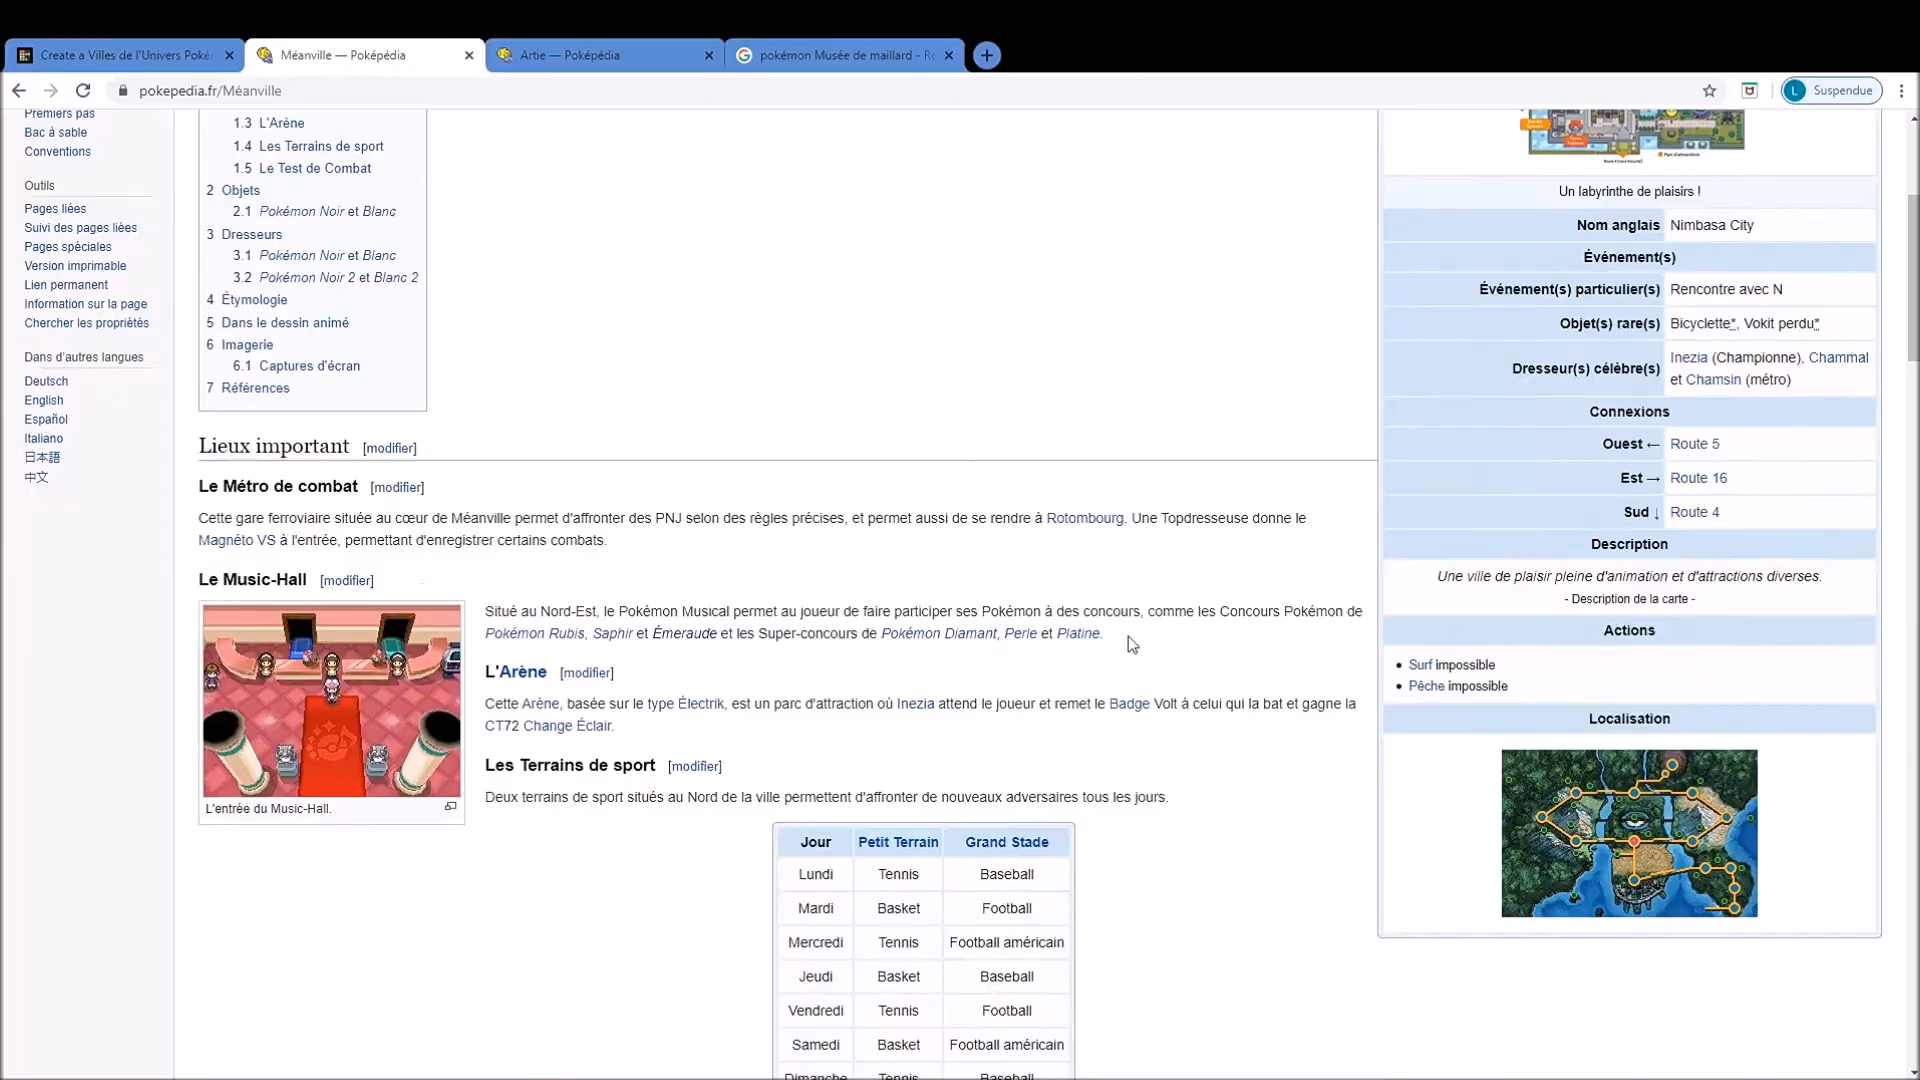 Create a Villes de l'Univers Poké
Méanville — Poképédia
Artie — Poképédia
pokémon Musée de maillard - Re
pokepedia.fr/Méanville
L
Suspendue
Premiers pas
Bac à sable
Conventions
Outils
Pages liées
Suivi des pages liées
Pages spéciales
Version imprimable
Lien permanent
Information sur la page
Chercher les propriétés
Dans d'autres langues
Deutsch
English
Español
Italiano
日本語
中文
1.3 L'Arène
1.4 Les Terrains de sport
1.5 Le Test de Combat
2 Objets
2.1 Pokémon Noir et Blanc
3 Dresseurs
3.1 Pokémon Noir et Blanc
3.2 Pokémon Noir 2 et Blanc 2
4 Étymologie
5 Dans le dessin animé
6 Imagerie
6.1 Captures d'écran
7 Références
Lieux important [modifier]
Le Métro de combat [modifier]
Cette gare ferroviaire située au cœur de Méanville permet d'affronter des PNJ selon des règles précises, et permet aussi de se rendre à Rotombourg. Une Topdresseuse donne le
Magnéto VS à l'entrée, permettant d'enregistrer certains combats.
Le Music-Hall [modifier]
L'entrée du Music-Hall.
Situé au Nord-Est, le Pokémon Musical permet au joueur de faire participer ses Pokémon à des concours, comme les Concours Pokémon de
Pokémon Rubis, Saphir et Émeraude et les Super-concours de Pokémon Diamant, Perle et Platine.
L'Arène [modifier]
Cette Arène, basée sur le type Électrik, est un parc d'attraction où Inezia attend le joueur et remet le Badge Volt à celui qui la bat et gagne la
CT72 Change Éclair.
Les Terrains de sport [modifier]
Deux terrains de sport situés au Nord de la ville permettent d'affronter de nouveaux adversaires tous les jours.
Jour Petit Terrain Grand Stade
Lundi Tennis Baseball
Mardi Basket Football
Mercredi Tennis Football américain
Jeudi Basket Baseball
Vendredi Tennis Football
Samedi Basket Football américain
Dimanche Tennis Baseball
Un labyrinthe de plaisirs !
Nom anglais Nimbasa City
Événement(s)
Événement(s) particulier(s) Rencontre avec N
Objet(s) rare(s) Bicyclette*, Vokit perdu*
Dresseur(s) célèbre(s) Inezia (Championne), Chammal
et Chamsin (métro)
Connexions
Ouest ← Route 5
Est → Route 16
Sud ↓ Route 4
Description
Une ville de plaisir pleine d'animation et d'attractions diverses.
- Description de la carte -
Actions
• Surf impossible
• Pêche impossible
Localisation